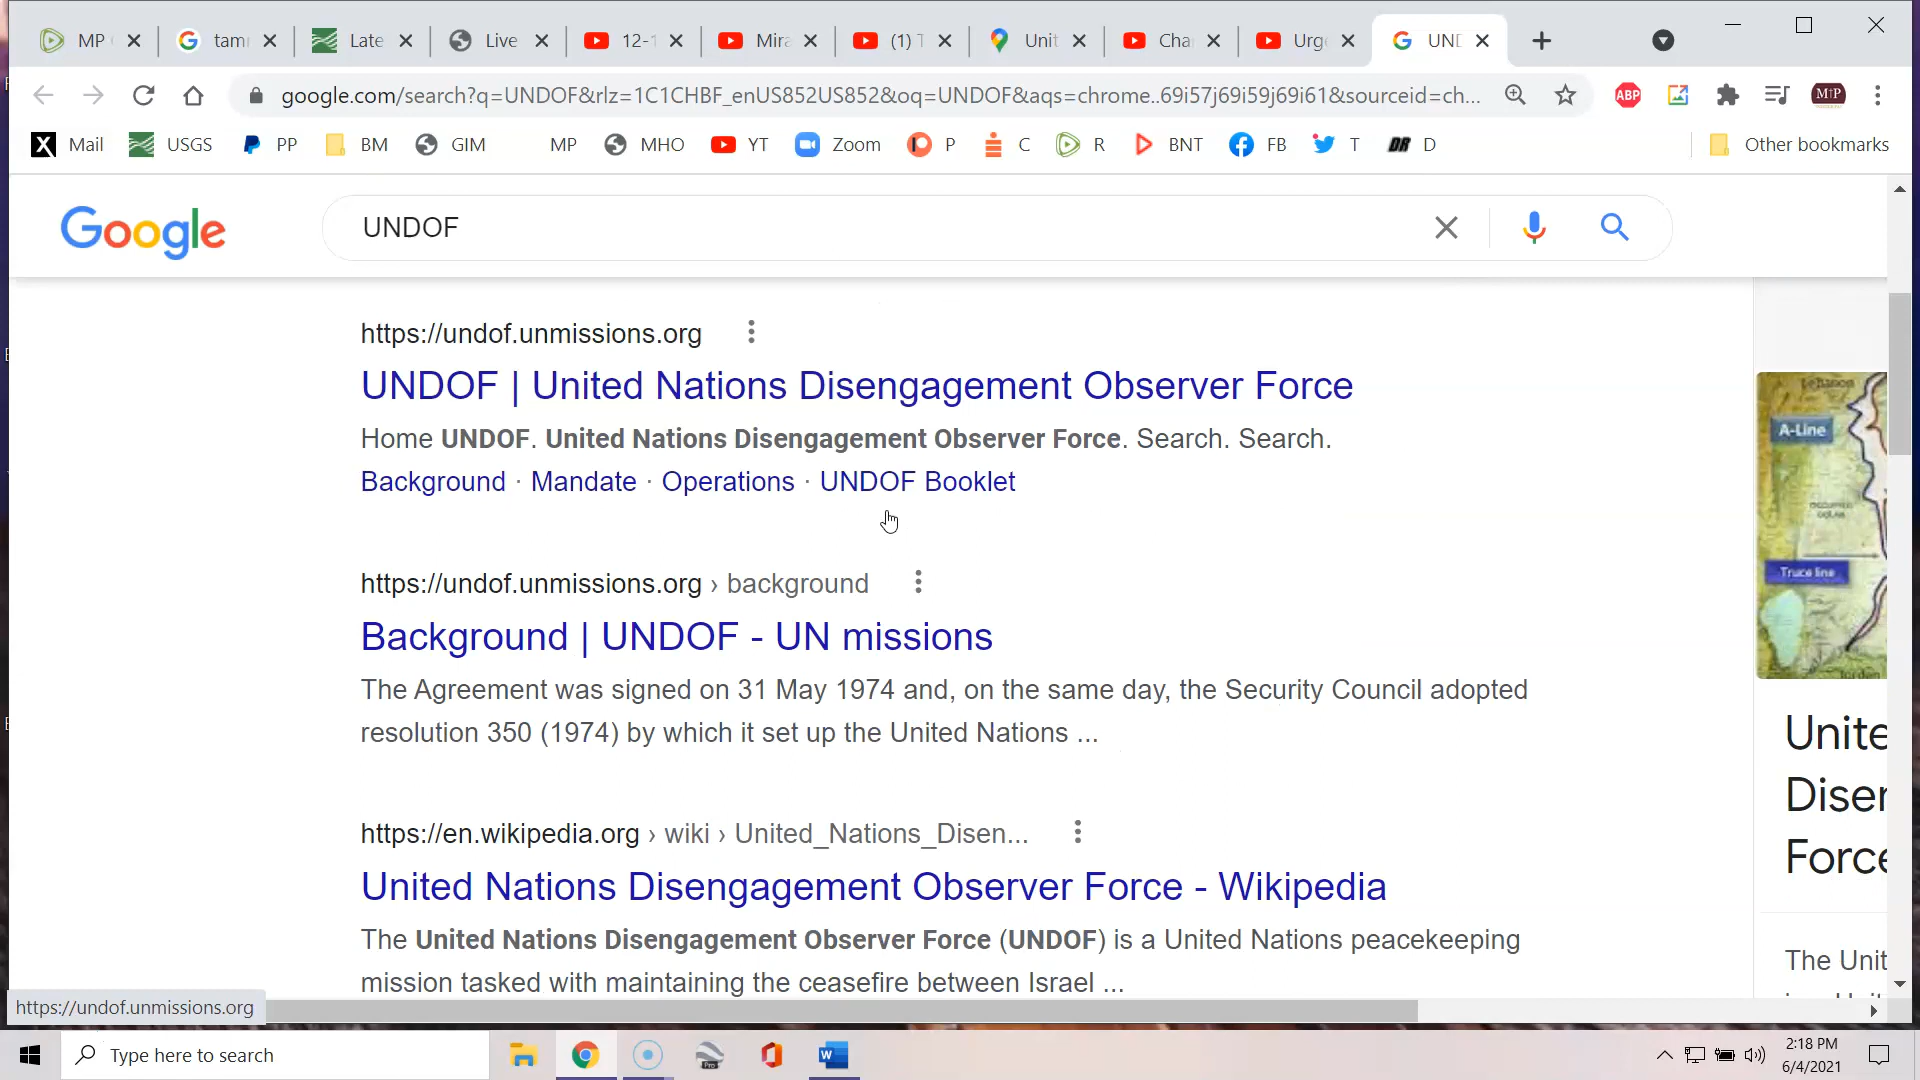 MP
tam
Late
Live
12-
Mira
(1) T
Unit
Cha
Urg
UND
google.com/search?q=UNDOF&rlz=1C1CHBF_enUS852US852&oq=UNDOF&aqs=chrome..69i57j69i59j69i61&sourceid=ch...
ABP
M↑P
X Mail
USGS
PP
BM
GIM
MP
MHO
YT
Zoom
P
C
R
BNT
FB
T
DR D
Other bookmarks
Google
UNDOF
https://undof.unmissions.org
UNDOF | United Nations Disengagement Observer Force
Home UNDOF. United Nations Disengagement Observer Force. Search. Search.
Background · Mandate · Operations · UNDOF Booklet
https://undof.unmissions.org › background
Background | UNDOF - UN missions
The Agreement was signed on 31 May 1974 and, on the same day, the Security Council adopted
resolution 350 (1974) by which it set up the United Nations ...
https://en.wikipedia.org › wiki › United_Nations_Disen...
United Nations Disengagement Observer Force - Wikipedia
The United Nations Disengagement Observer Force (UNDOF) is a United Nations peacekeeping
mission tasked with maintaining the ceasefire between Israel ...
Lebanon
A-Line
Truce line
Unite
Diser
Force
The Unit
https://undof.unmissions.org
Type here to search
Pro
W
2:18 PM
6/4/2021